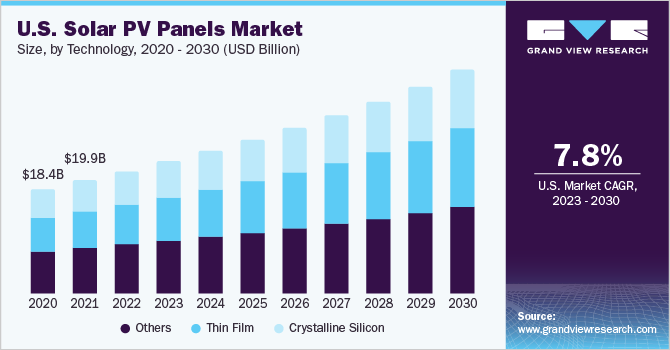 U.S. Solar PV Panels Market
Size, by Technology, 2020 - 2030 (USD Billion)
$18.4B
$19.9B
2020 2021 2022 2023 2024 2025 2026 2027 2028 2029 2030
Others Thin Film Crystalline Silicon
GRAND VIEW RESEARCH
7.8%
U.S. Market CAGR,
2023 - 2030
Source:
www.grandviewresearch.com